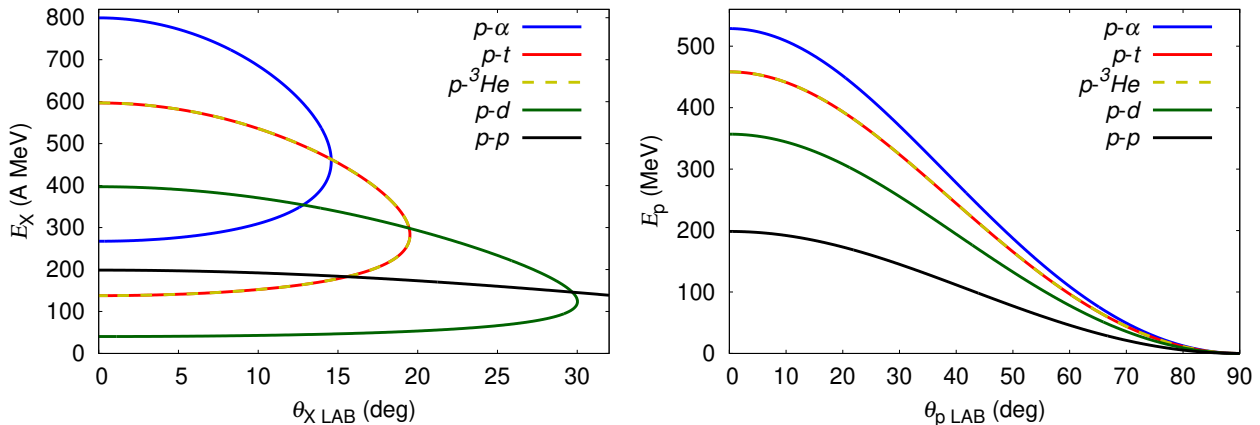 800
700
600
500
400
300
200
100
0
E_X (A MeV)
0 5 10 15 20 25 30
θ_X LAB (deg)
p-α
p-t
p-³He
p-d
p-p
500
400
300
200
100
0
E_p (MeV)
0 10 20 30 40 50 60 70 80 90
θ_p LAB (deg)
p-α
p-t
p-³He
p-d
p-p